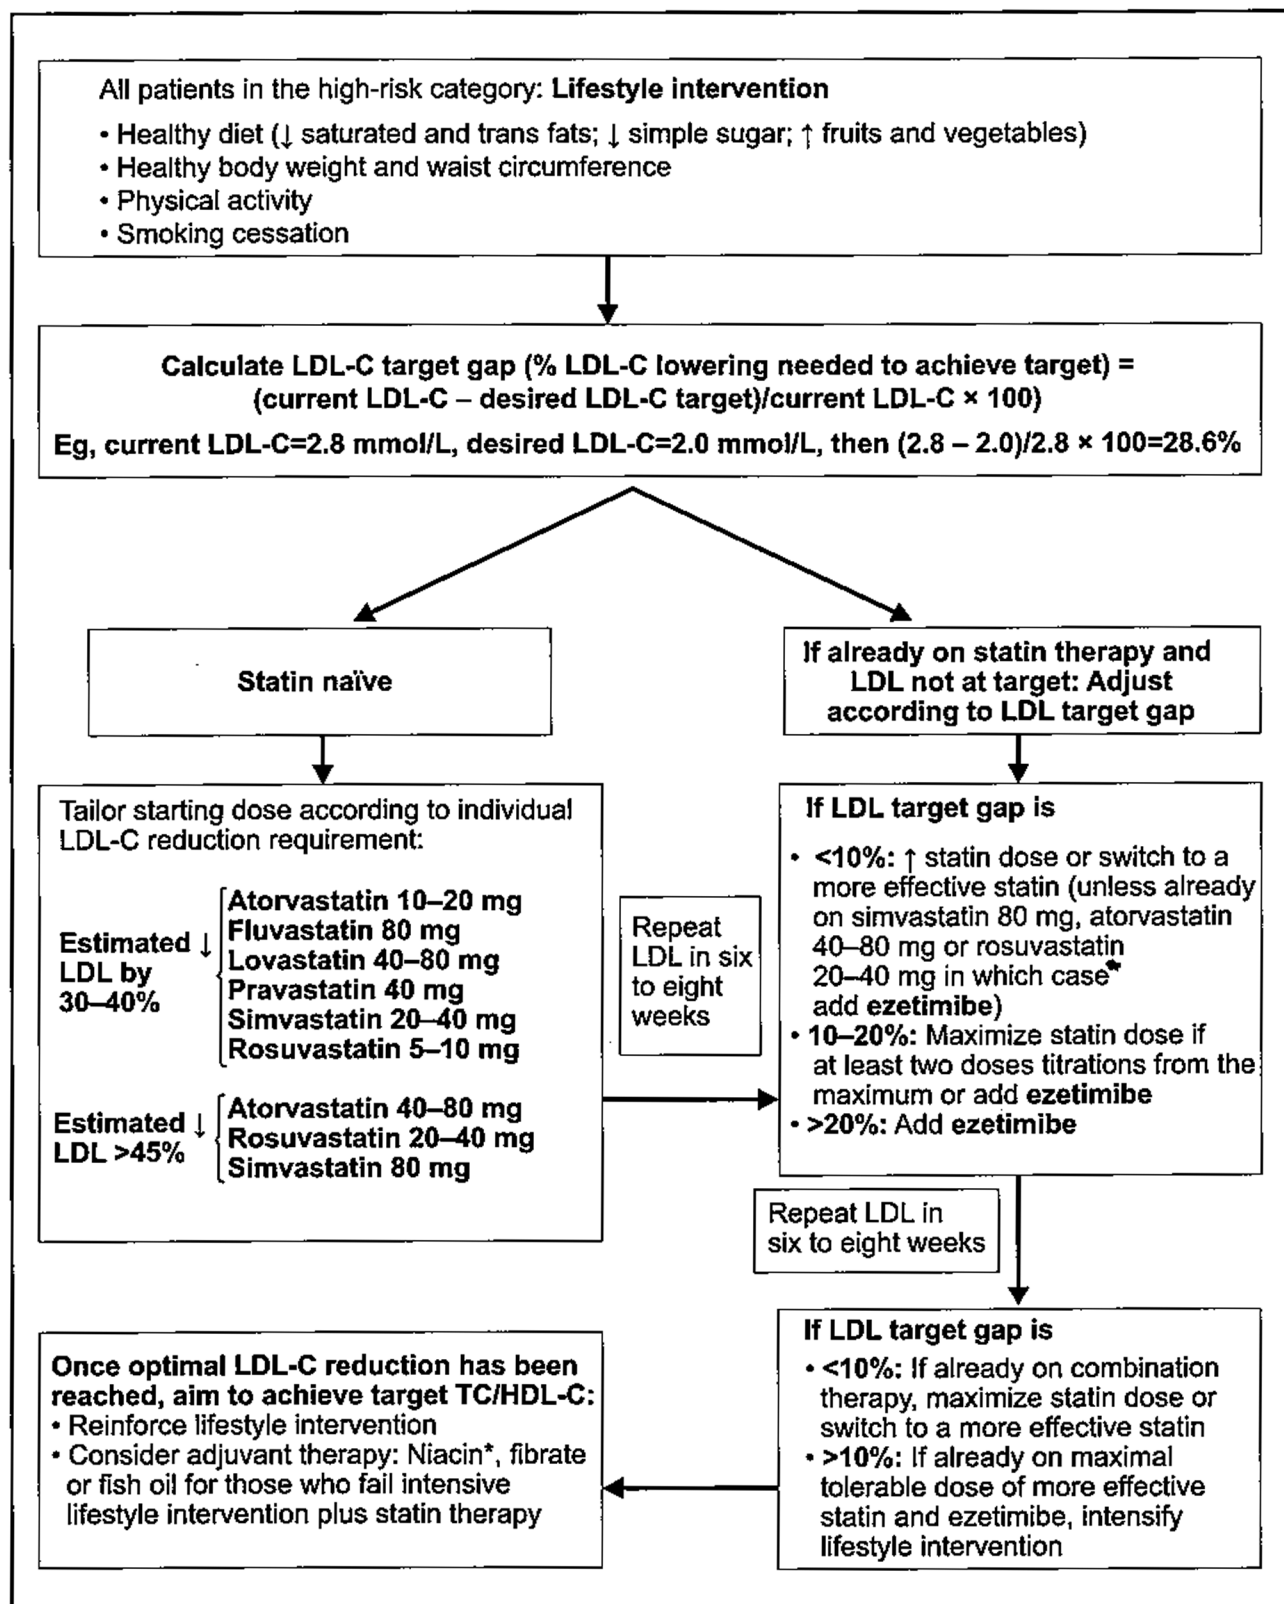 All patients in the high-risk category: Lifestyle intervention
• Healthy diet (↓ saturated and trans fats; ↓ simple sugar; ↑ fruits and vegetables)
• Healthy body weight and waist circumference
• Physical activity
• Smoking cessation
Calculate LDL-C target gap (% LDL-C lowering needed to achieve target) =
(current LDL-C – desired LDL-C target)/current LDL-C × 100)
Eg, current LDL-C=2.8 mmol/L, desired LDL-C=2.0 mmol/L, then (2.8 – 2.0)/2.8 × 100=28.6%
Statin naïve
Tailor starting dose according to individual
LDL-C reduction requirement:
Estimated ↓
LDL by
30–40%
Atorvastatin 10–20 mg
Fluvastatin 80 mg
Lovastatin 40–80 mg
Pravastatin 40 mg
Simvastatin 20–40 mg
Rosuvastatin 5–10 mg
Estimated ↓
LDL >45%
Atorvastatin 40–80 mg
Rosuvastatin 20–40 mg
Simvastatin 80 mg
Repeat
LDL in six
to eight
weeks
If already on statin therapy and
LDL not at target: Adjust
according to LDL target gap
If LDL target gap is
• <10%: ↑ statin dose or switch to a
more effective statin (unless already
on simvastatin 80 mg, atorvastatin
40–80 mg or rosuvastatin
20–40 mg in which case
add ezetimibe)
• 10–20%: Maximize statin dose if
at least two doses titrations from the
maximum or add ezetimibe
• >20%: Add ezetimibe
Repeat LDL in
six to eight weeks
If LDL target gap is
• <10%: If already on combination
therapy, maximize statin dose or
switch to a more effective statin
• >10%: If already on maximal
tolerable dose of more effective
statin and ezetimibe, intensify
lifestyle intervention
Once optimal LDL-C reduction has been
reached, aim to achieve target TC/HDL-C:
• Reinforce lifestyle intervention
• Consider adjuvant therapy: Niacin*, fibrate
or fish oil for those who fail intensive
lifestyle intervention plus statin therapy